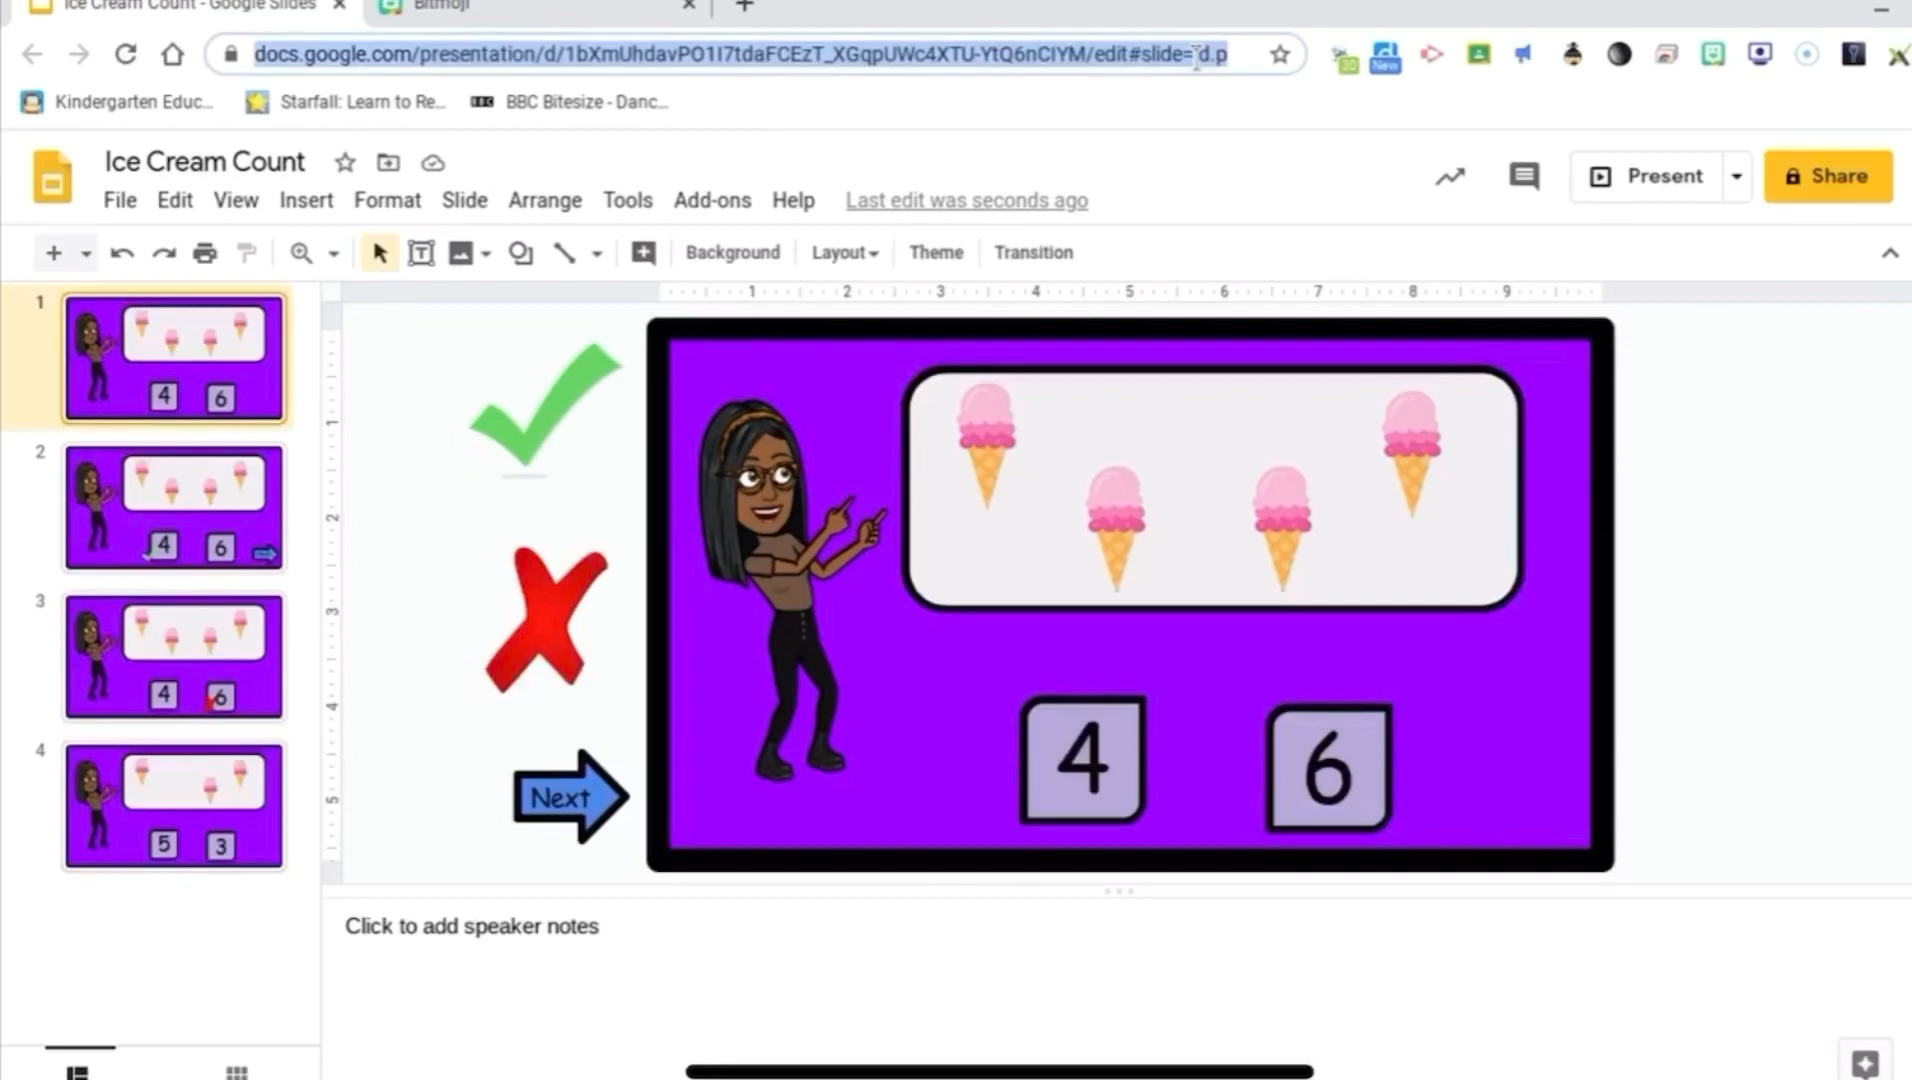 Ice Cream Count - Google Slides
Bitmoji
docs.google.com/presentation/d/1bXmUhdavPO1I7tdaFCEzT_XGqpUWc4XTU-YtQ6nCIYM/edit#slide=id.p
30
New
Kindergarten Educ...
Starfall: Learn to Re...
BBC
BBC Bitesize - Danc...
Ice Cream Count
Present
Share
File Edit View Insert Format Slide Arrange Tools Add-ons Help Last edit was seconds ago
Background Layout Theme Transition
1 2 3 4 5 6 7 8 9
1
4 6
2
4 6
3
4 6
4
5 3
1
2
3
4
5
Next
4 6
Click to add speaker notes